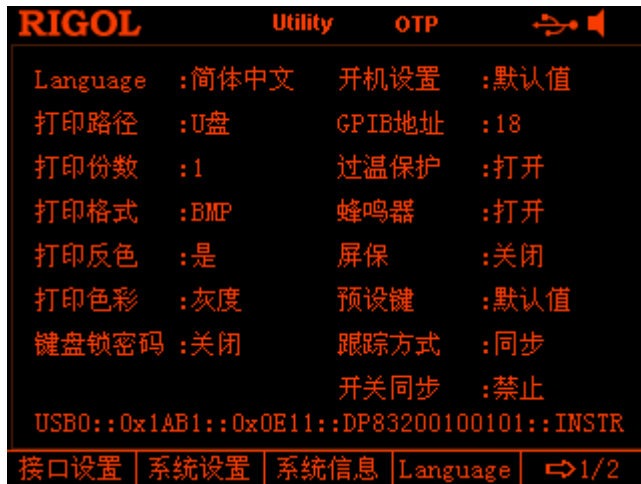 RIGOL Utility OTP
Language :简体中文 开机设置 :默认值
打印路径 :U盘 GPIB地址 :18
打印份数 :1 过温保护 :打开
打印格式 :BMP 蜂鸣器 :打开
打印反色 :是 屏保 :关闭
打印色彩 :灰度 预设键 :默认值
键盘锁密码 :关闭 跟踪方式 :同步
开关同步 :禁止
USB0::0x1AB1::0x0E11::DP83200100101::INSTR
接口设置 系统设置 系统信息 Language ⇨1/2